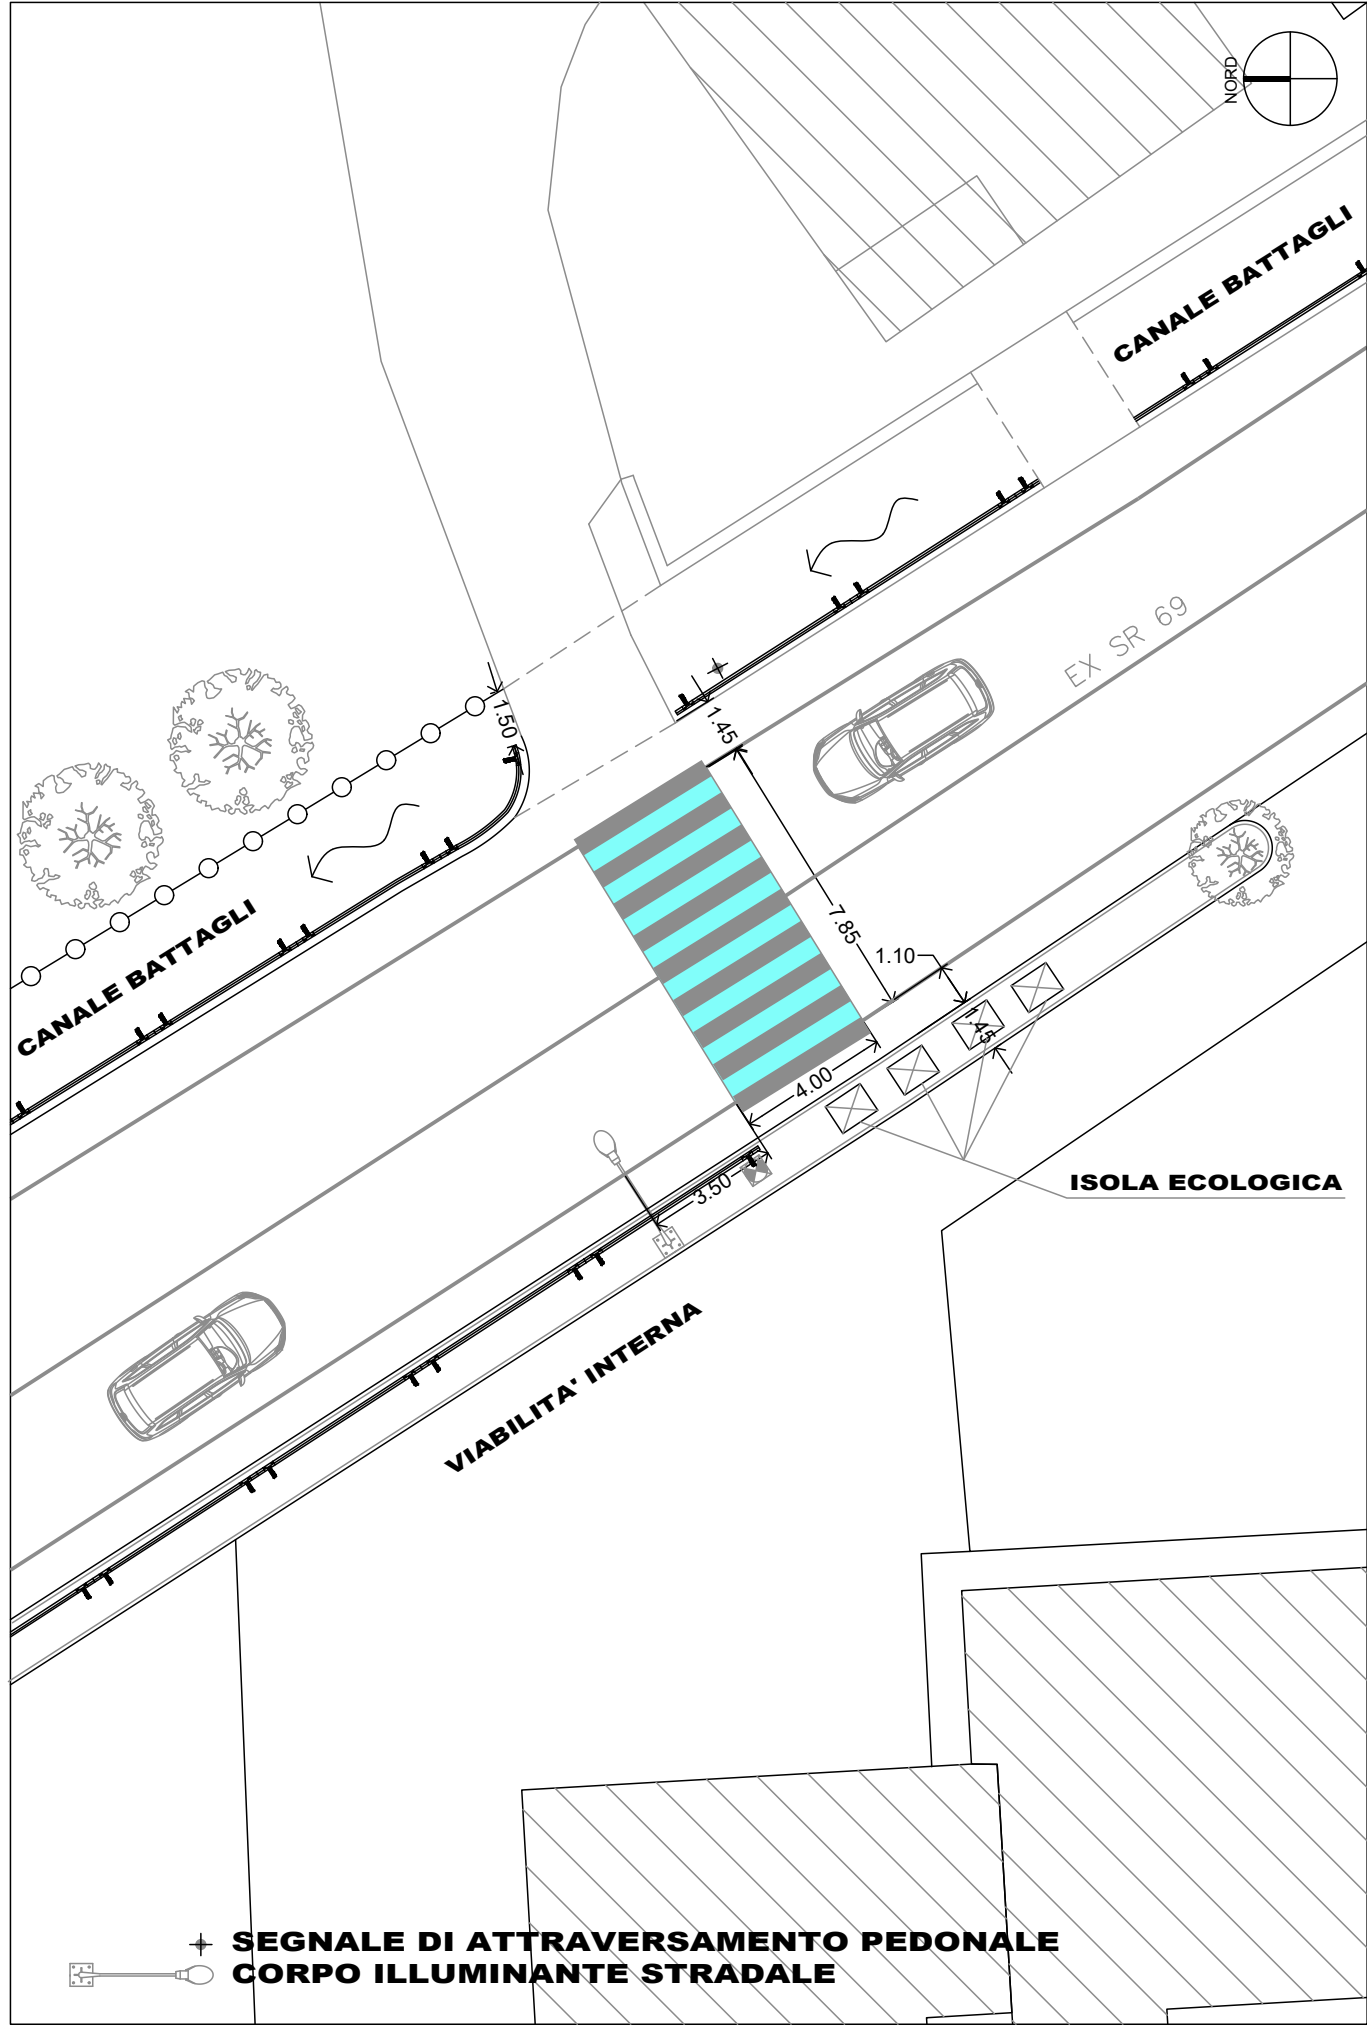 NORD
CANALE BATTAGLI
EX SR 69
1.50
1.45
CANALE BATTAGLI
7.85
1.10
1.45
4.00
3.50
ISOLA ECOLOGICA
VIABILITA' INTERNA
SEGNALE DI ATTRAVERSAMENTO PEDONALE
CORPO ILLUMINANTE STRADALE